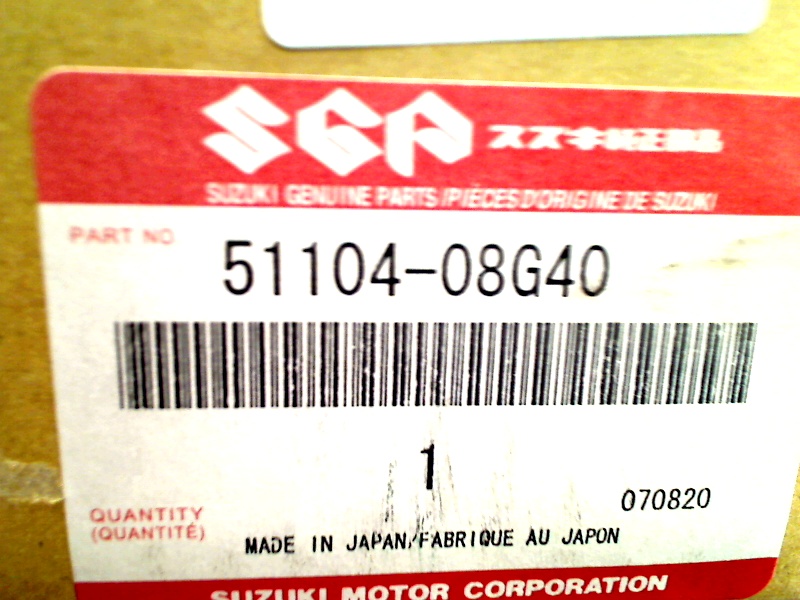 SGP スズキ純正部品
SUZUKI GENUINE PARTS/PIÈCES D'ORIGINE DE SUZUKI
PART NO
51104-08G40
1
070820
QUANTITY
(QUANTITÉ)
MADE IN JAPAN/FABRIQUE AU JAPON
SUZUKI MOTOR CORPORATION